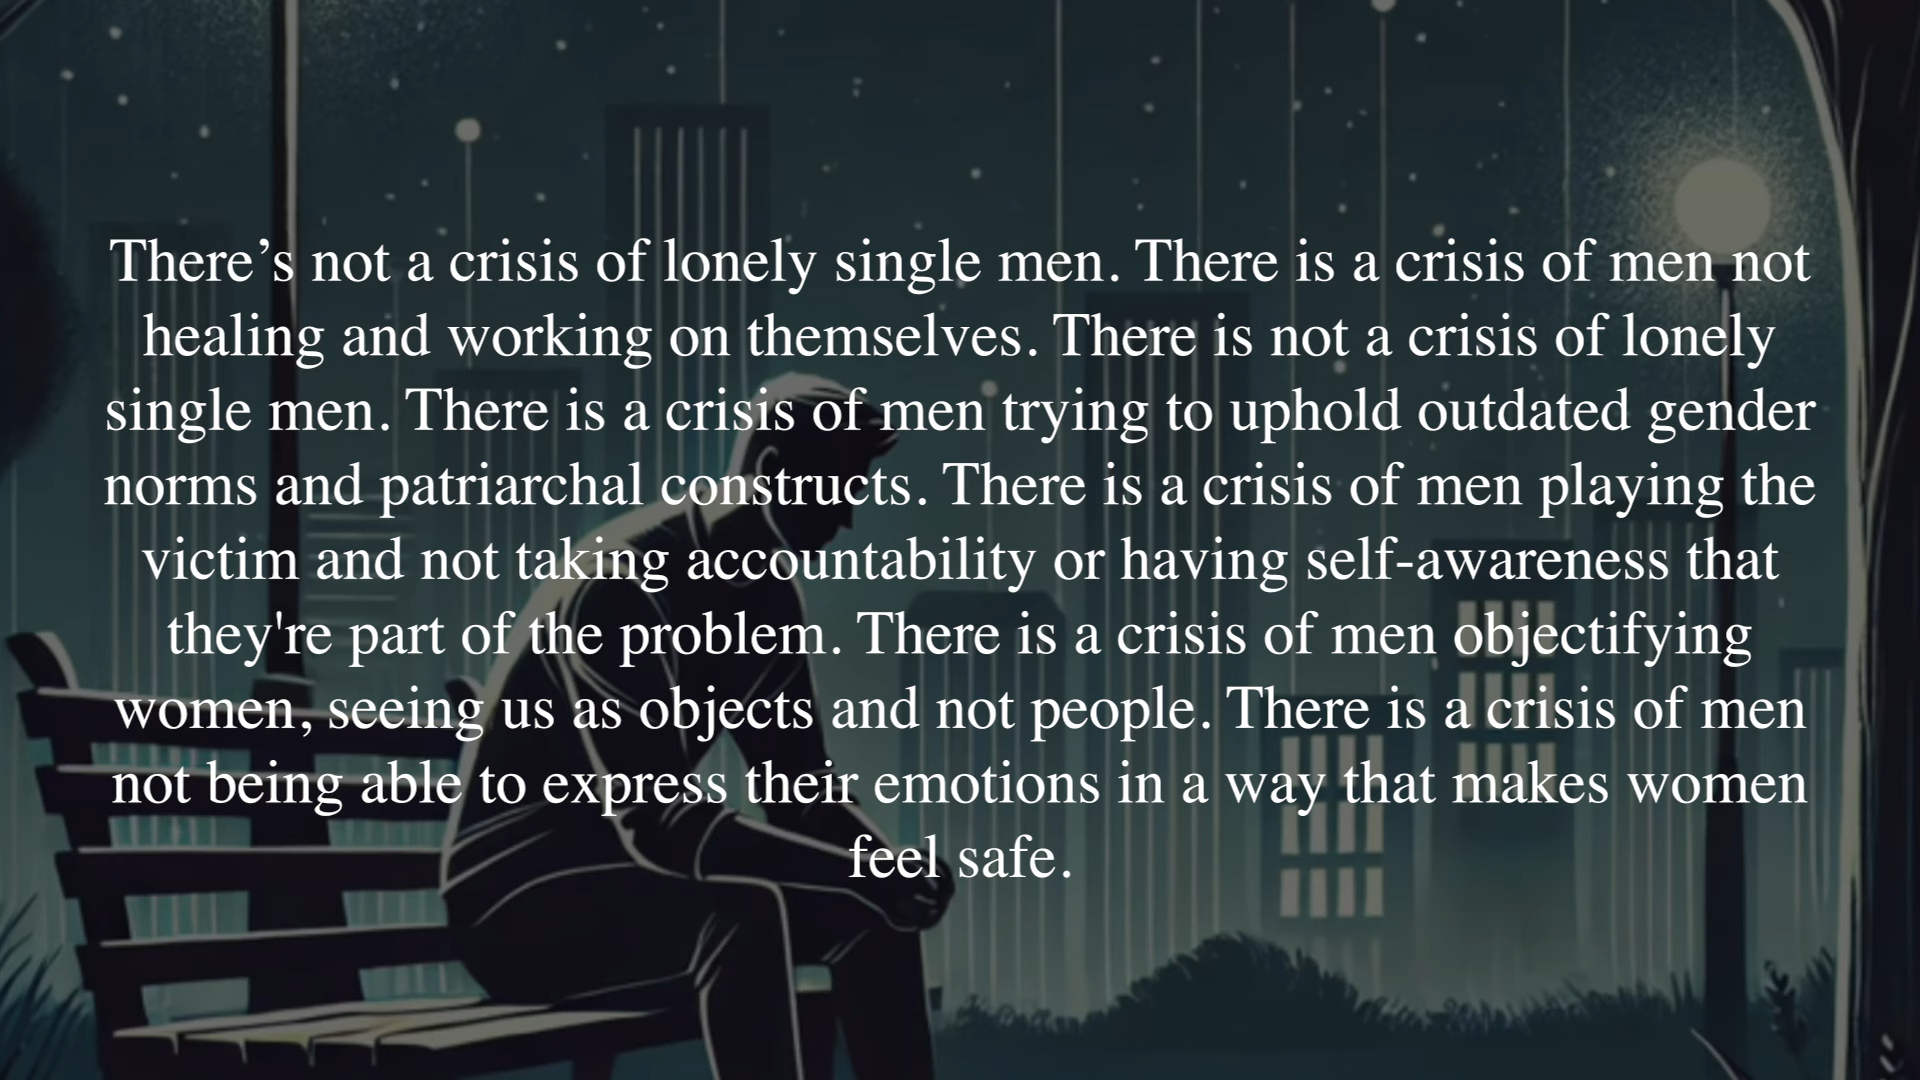 There’s not a crisis of lonely single men. There is a crisis of men not
healing and working on themselves. There is not a crisis of lonely
single men. There is a crisis of men trying to uphold outdated gender
norms and patriarchal constructs. There is a crisis of men playing the
victim and not taking accountability or having self-awareness that
they're part of the problem. There is a crisis of men objectifying
women, seeing us as objects and not people. There is a crisis of men
not being able to express their emotions in a way that makes women
feel safe.